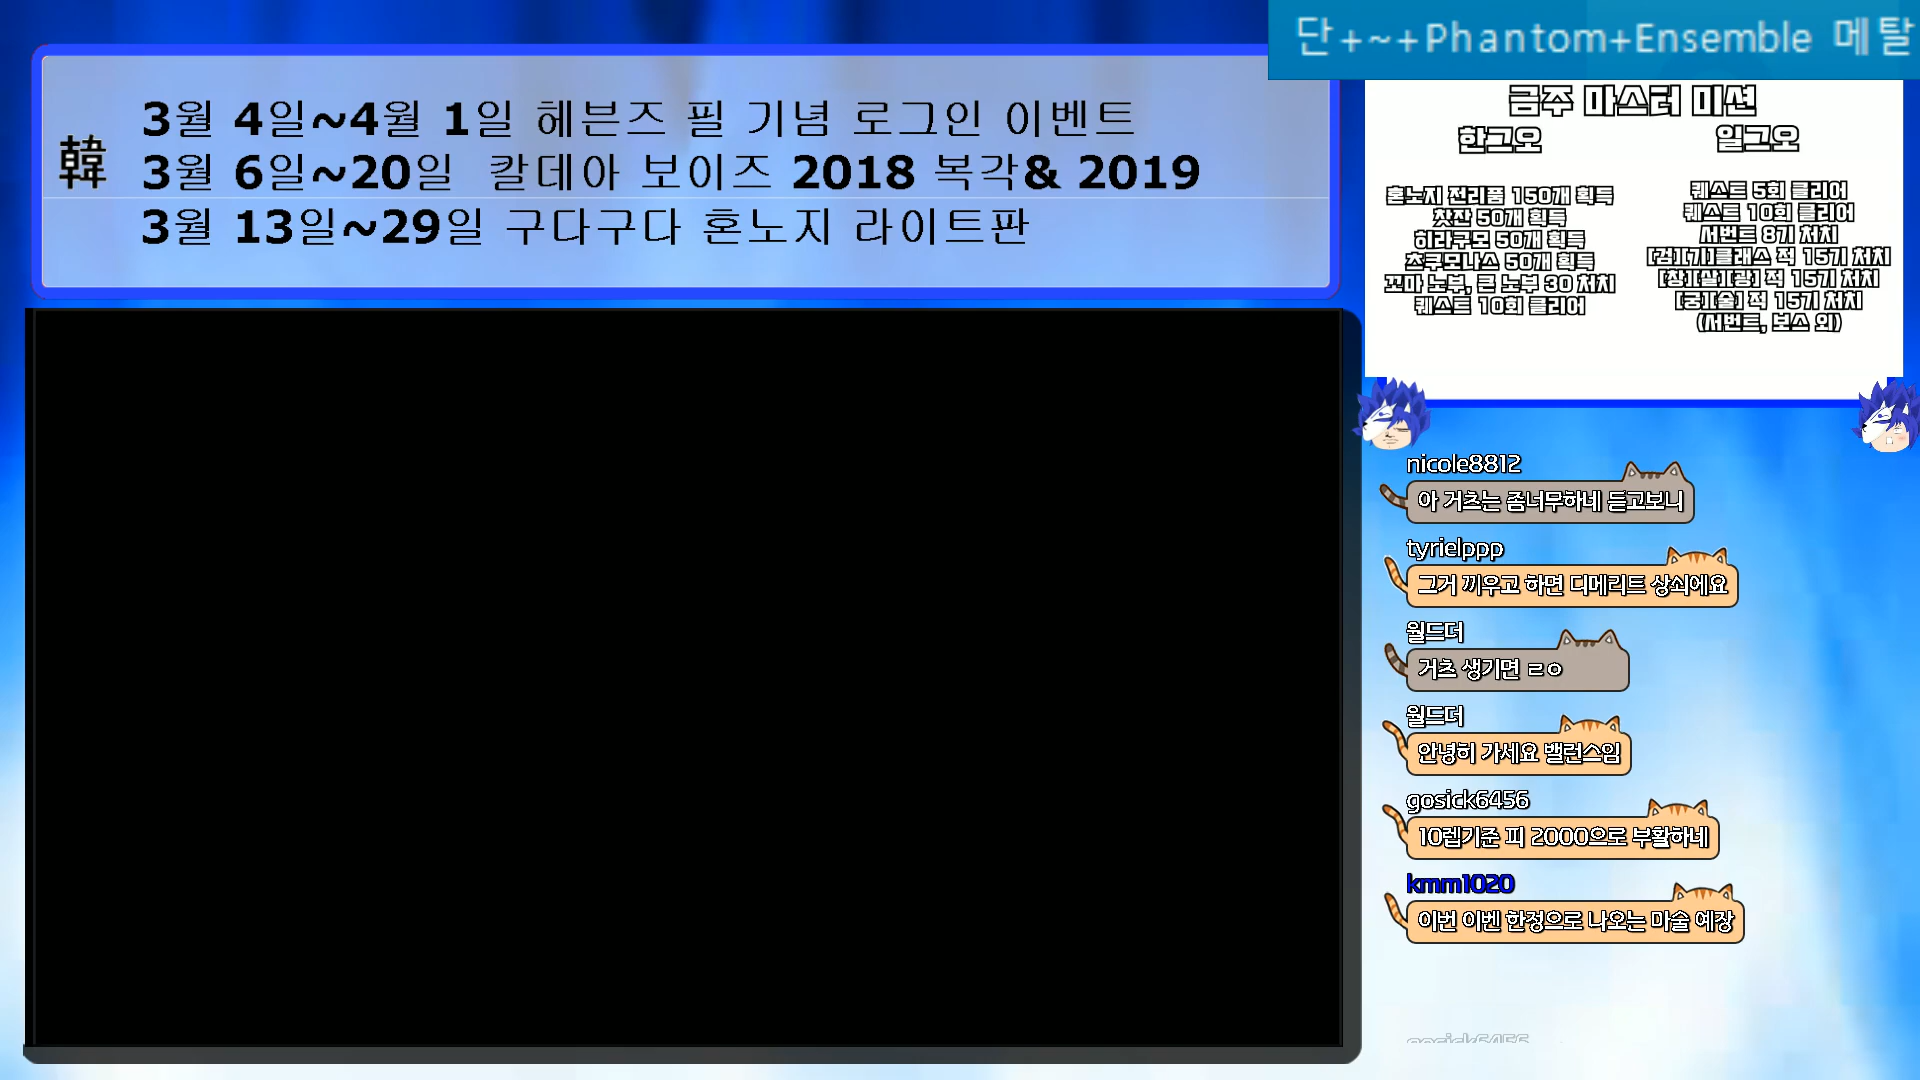 단+~+Phantom+Ensemble 메탈
韓
3월 4일~4월 1일 헤븐즈 필 기념 로그인 이벤트
3월 6일~20일 칼데아 보이즈 2018 복각& 2019
3월 13일~29일 구다구다 혼노지 라이트판
금주 마스터 미션
한그오
혼노지 전리품 150개 획득
찻잔 50개 획득
히라구모 50개 획득
츠쿠모나스 50개 획득
꼬마 노부, 큰 노부 30 처치
퀘스트 10회 클리어
일그오
퀘스트 5회 클리어
퀘스트 10회 클리어
서번트 8기 처치
[검][기]클래스 적 15기 처치
[창][살][광] 적 15기 처치
[궁][술] 적 15기 처치
(서번트, 보스 외)
nicole8812
아 거츠는 좀너무하네 듣고보니
tyrielppp
그거 끼우고 하면 디메리트 상쇠에요
월드더
거츠 생기면 ㄹㅇ
월드더
안녕히 가세요 밸런스임
gosick6456
10렙기준 피 2000으로 부활하네
kmm1020
이번 이벤 한정으로 나오는 마술 예장
gosick6456